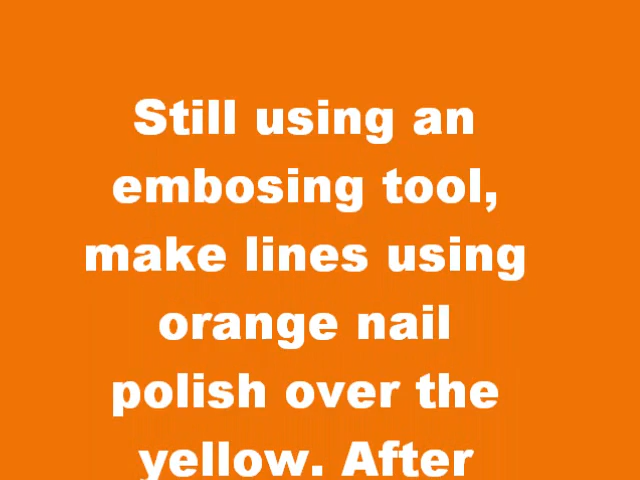 Still using an
embosing tool,
make lines using
orange nail
polish over the
yellow. After